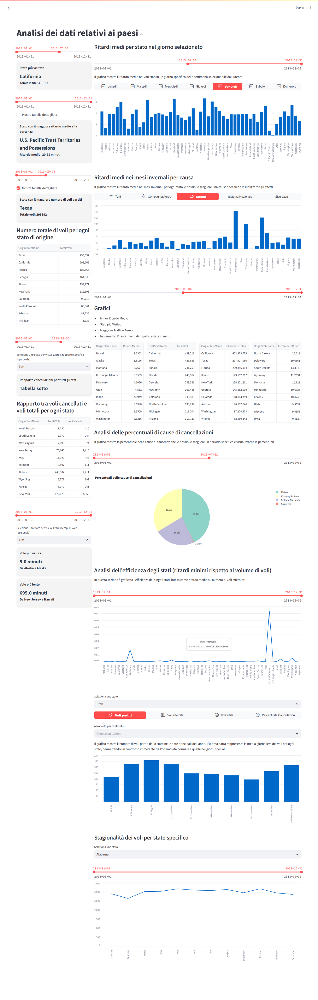 Deploy
Analisi dei dati relativi ai paesi
2013-01-01 2013-07-30
2013-01-01 2013-12-31
Stato più visitato
California
Totale visite: 438167
2013-01-01 2013-12-31
2013-01-01 2013-12-31
Mostra tabella dettagliata
Stato con il maggiore ritardo medio alla
partenza
U.S. Pacific Trust Territories
and Possessions
Ritardo medio: 20.91 minuti
2013-01-01 2013-05-24
2013-01-01 2013-12-31
Mostra tabella dettagliata
Stato con il maggiore numero di voli partiti
Texas
Totale voli: 295392
Numero totale di voli per ogni
stato di origine
OriginStateName TotaleVoli
Texas 295,392
California 292,262
Florida 188,366
Georgia 164,045
Illinois 159,771
New York 112,696
Colorado 98,712
North Carolina 83,644
Arizona 81,235
Michigan 76,738
2013-01-01 2013-08-05
2013-01-01 2013-12-31
Seleziona uno stato per visualizzare il rapporto specifico
(opzionale)
Tutti
Rapporto cancellazioni per tutti gli stati
Tabella sotto
Rapporto tra voli cancellati e
voli totali per ogni stato
OriginStateName TotaleVoli VoliCancellati
North Dakota 11,130 410
South Dakota 7,070 244
West Virginia 2,198 74
New Jersey 73,648 2,410
Iowa 15,142 482
Vermont 3,507 111
Illinois 248,902 7,711
Wyoming 6,371 192
Kansas 8,070 241
New York 172,029 4,858
2013-01-01 2013-12-31
2013-01-01 2013-12-31
Seleziona uno stato per visualizzare i tempi di volo
(opzionale)
Tutti
Volo più veloce
5.0 minuti
Da Alaska a Alaska
Volo più lento
695.0 minuti
Da New Jersey a Hawaii
Ritardi medi per stato nel giorno selezionato
2013-06-14 2013-12-31
2013-01-01 2013-12-31
Il grafico mostra il ritardo medio nei vari stati in un giorno specifico della settimana selezionabile dall'utente.
Lunedì Martedì Mercoledì Giovedì Venerdì Sabato Domenica
15
10
5
0
Alabama Alaska Arizona Arkansas California Colorado Connecticut Delaware Florida Georgia Hawaii Idaho Illinois Indiana Iowa Kansas Kentucky Louisiana Maine Maryland Massachusetts Michigan Minnesota Mississippi Missouri Montana Nebraska Nevada New Hampshire New Jersey New Mexico New York North Carolina North Dakota Ohio Oklahoma Oregon Pennsylvania Puerto Rico Rhode Island South Carolina South Dakota Tennessee Texas U.S. Pacific Trust … U.S. Virgin Islands Utah Vermont Virginia Washington West Virginia Wisconsin Wyoming
Ritardi medi nei mesi invernali per causa
Il grafico mostra il ritardo medio nei mesi invernali per ogni stato, è possibile scegliere una causa specifica e visualizzarne gli effetti
Tutti Compagnia Aerea Meteo Sistema Nazionale Sicurezza
350
300
250
200
150
100
50
0
−50
Alabama Alaska Arizona Arkansas California Colorado Florida Georgia Idaho Illinois Indiana Iowa Kansas Kentucky Louisiana Maryland Massachusetts Michigan Minnesota Missouri Nevada New Jersey New Mexico New York North Carolina North Dakota Ohio Oklahoma Oregon Pennsylvania Rhode Island South Dakota Tennessee Texas Utah Virginia Washington Wisconsin
2013-06-06 2013-12-31
2013-01-01 2013-12-31
Grafici
• Minor Ritardo Medio
• Stati più Visitati
• Maggiore Traffico Aereo
• Incremento Ritardi invernali rispetto estate in minuti
OriginStateName RitardoMedio DestStateName TotaleVoli OriginStateName ChilometriTotali OriginStateName IncrementoRitardi
Hawaii 1.6902 California 439,211 California 402,973,778 North Dakota 25.618
Alaska 1.8156 Texas 425,653 Texas 297,927,080 Delaware 19.6861
Montana 3.2677 Illinois 241,253 Florida 209,486,914 South Dakota 13.3346
U.S. Virgin Islands 3.8559 Florida 240,562 Illinois 173,552,787 Wyoming 11.2694
Delaware 4.1066 Georgia 238,521 New York 154,201,211 Montana 10.728
Utah 4.532 New York 167,488 Georgia 145,852,030 Minnesota 10.6627
Idaho 4.8949 Colorado 143,988 Colorado 118,863,359 Kansas 10.4746
Wyoming 5.6938 North Carolina 130,232 Arizona 96,507,646 Utah 9.5637
Minnesota 6.5509 Michigan 116,204 Washington 87,204,373 Wisconsin 9.5558
Washington 6.6316 Arizona 113,723 Virginia 82,580,343 Iowa 9.4136
Analisi delle percentuali di cause di cancellazioni
Il grafico mostra la percentuale delle cause di cancellazione, è possibile scegliere un periodo specifico e visualizzarne le percentuali
2013-01-01 2013-07-22
2013-01-01 2013-12-31
Percentuali delle cause di cancellazioni
Meteo
Compagnia Aerea
Sistema Nazionale
Sicurezza
33.6%
42.8%
23.4%
0.145%
Analisi dell'efficienza degli stati (ritardi minimi rispetto al volume di voli)
In questa sezione è graficata l'efficienza dei singoli stati, intesa come ritardo medio su numero di voli effettuati
2013-01-01 2013-12-31
2013-01-01 2013-12-31
0.08
0.07
0.06
0.05
0.04
0.03
0.02
0.01
0.00
Stato Michigan
IndiceEfficienza 0.0000612945405061
Alabama Alaska Arizona Arkansas California Colorado Connecticut Delaware Florida Georgia Hawaii Idaho Illinois Indiana Iowa Kansas Kentucky Louisiana Maine Maryland Massachusetts Michigan Minnesota Mississippi Missouri Montana Nebraska Nevada New Hampshire New Jersey New Mexico New York North Carolina North Dakota Ohio Oklahoma Oregon Pennsylvania Puerto Rico Rhode Island South Carolina South Dakota Tennessee Texas U.S. Pacific Trust … U.S. Virgin Islands Utah Vermont Virginia Washington West Virginia Wisconsin Wyoming
Seleziona uno stato
Utah
Voli partiti Voli atterrati Voli totali Percentuale Cancellazioni
Aeroporto per confronto
Choose an option
Il grafico mostra il numero di voli partiti dallo stato nelle date principali dell'anno. L'ultima barra rappresenta la media giornaliera dei voli per ogni
stato, permettendo un confronto immediato tra l'operatività normale e quella nei giorni speciali.
400
350
300
250
200
150
100
50
0
04 July 14 February 15 August 22 November 23 November 24 December 25 December 29 November 31 October Media Giornaliera
Stagionalità dei voli per stato specifico
Seleziona uno stato
Alabama
2013-01-01 2013-12-31
2013-01-01 2013-12-31
3,500
3,000
2,500
2,000
1,500
1,000
500
0
January February March April May June July August September October November December